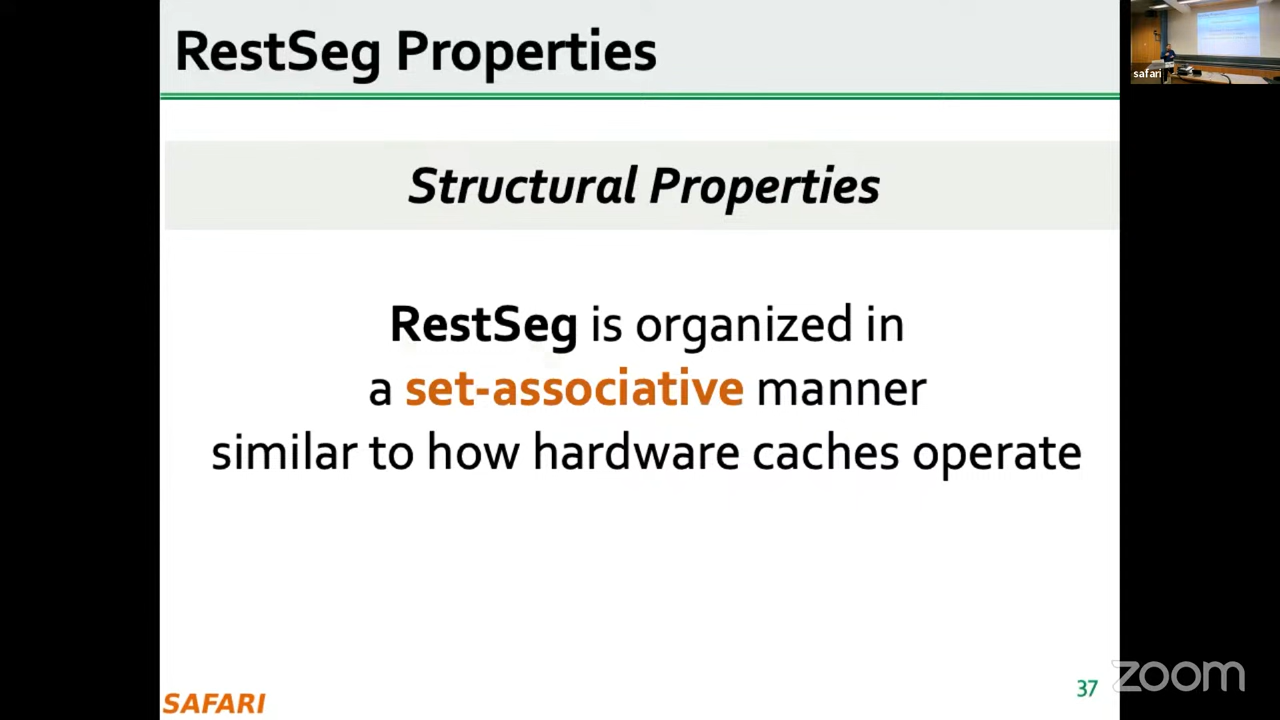 RestSeg Properties
safari
Structural Properties
RestSeg is organized in
a set-associative manner
similar to how hardware caches operate
SAFARI
37
zoom